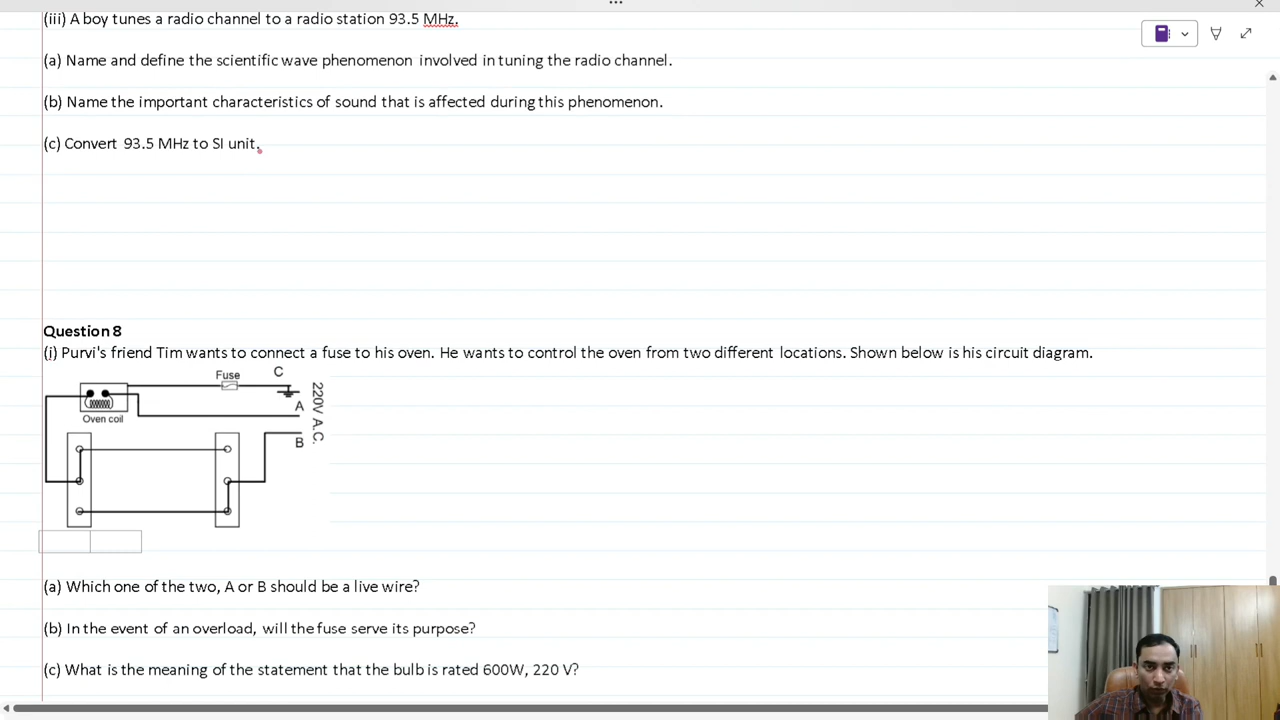 (iii) A boy tunes a radio channel to a radio station 93.5 MHz.
(a) Name and define the scientific wave phenomenon involved in tuning the radio channel.
(b) Name the important characteristics of sound that is affected during this phenomenon.
(c) Convert 93.5 MHz to SI unit.
Question 8
(i) Purvi's friend Tim wants to connect a fuse to his oven. He wants to control the oven from two different locations. Shown below is his circuit diagram.
Fuse
C
220V A.C.
A
Oven coil
B
(a) Which one of the two, A or B should be a live wire?
(b) In the event of an overload, will the fuse serve its purpose?
(c) What is the meaning of the statement that the bulb is rated 600W, 220 V?